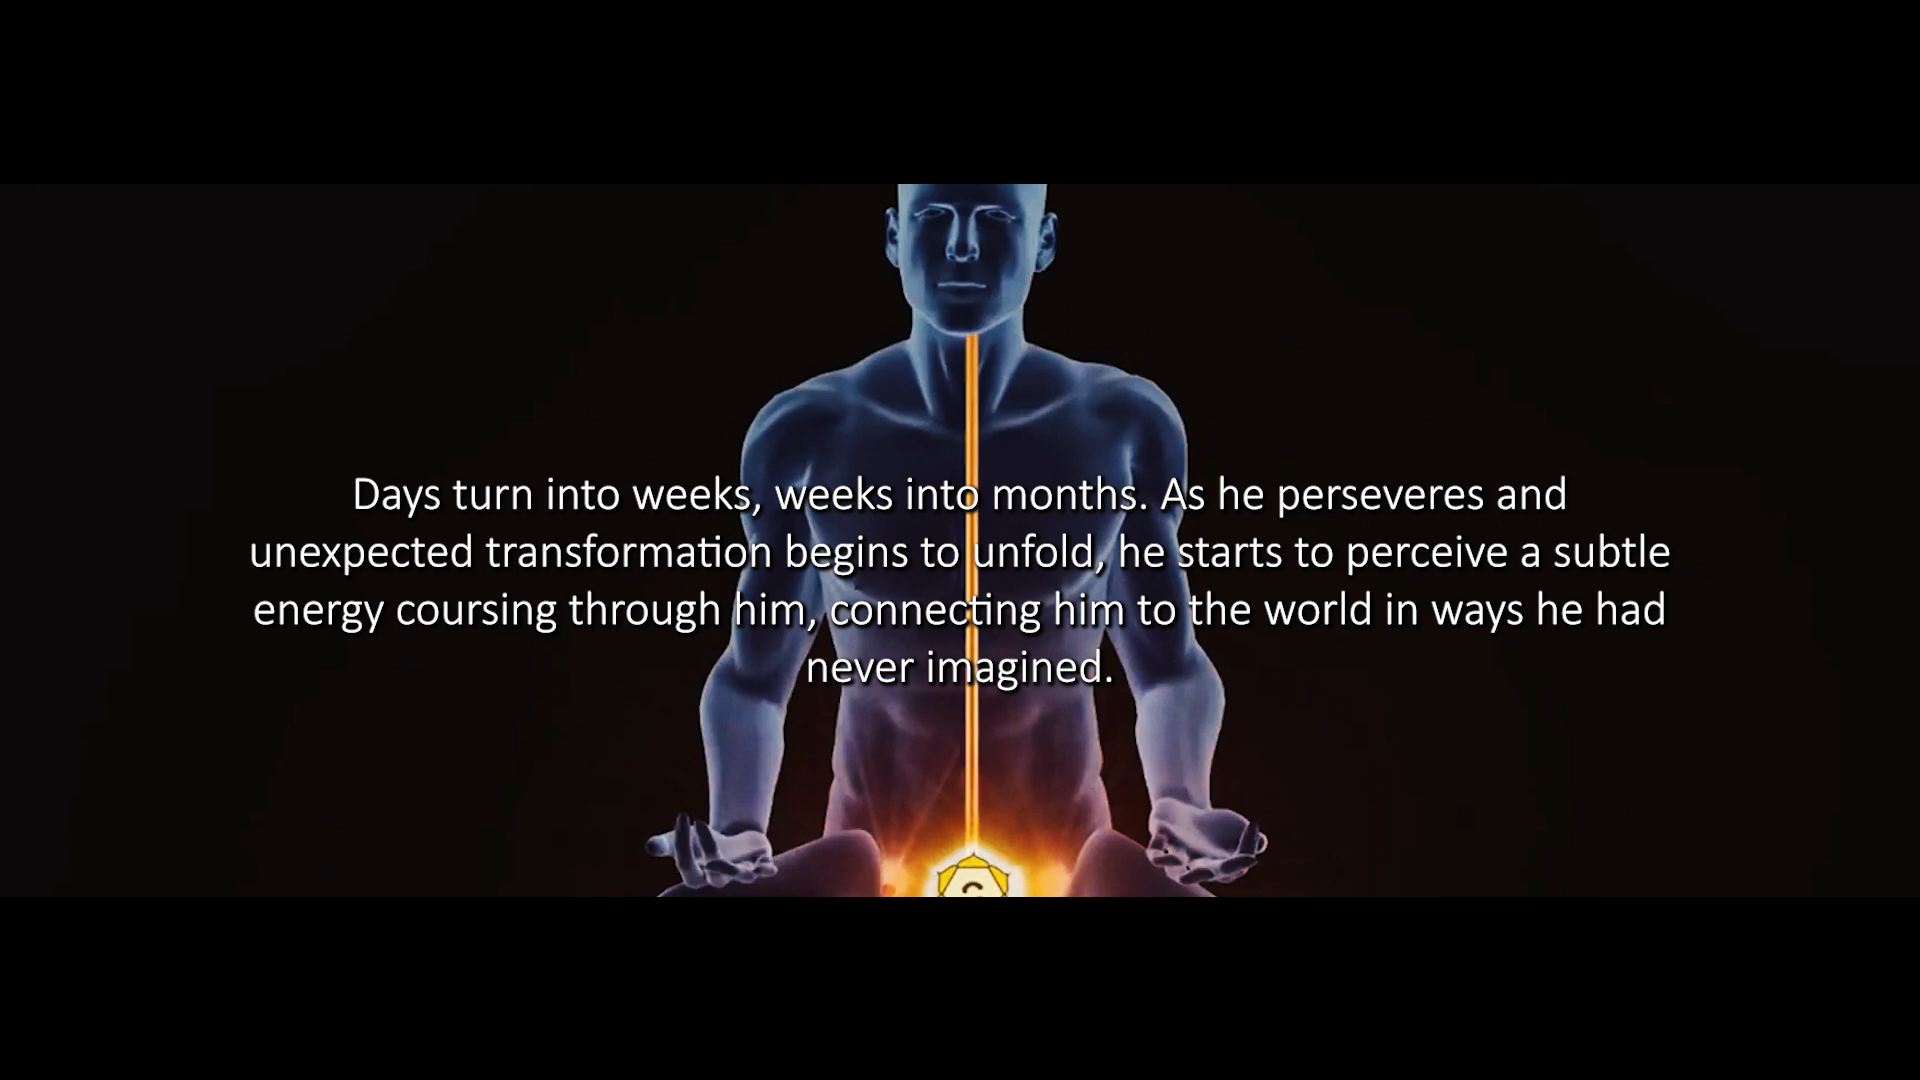 Days turn into weeks, weeks into months. As he perseveres and
unexpected transformation begins to unfold, he starts to perceive a subtle
energy coursing through him, connecting him to the world in ways he had
never imagined.